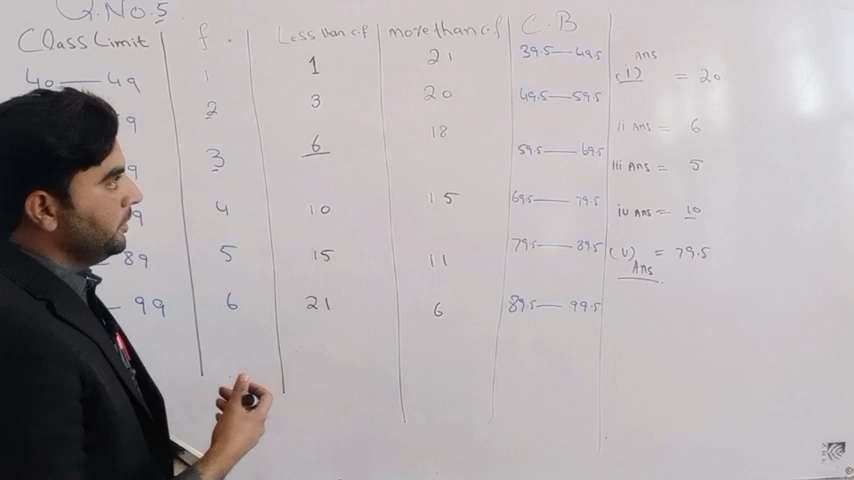 Q.No.5
Class Limit f. Less than c.f more than c.f C.B
40—49 1 1 21 39.5—49.5 Ans (i) = 20
9 2 3 20 49.5—59.5
9 3 6 18 59.5—69.5 ii Ans = 6
9 4 10 15 69.5—79.5 iii Ans = 5
—89 5 15 11 79.5—89.5 iv Ans = 10
—99 6 21 6 89.5—99.5 (v) Ans = 79.5